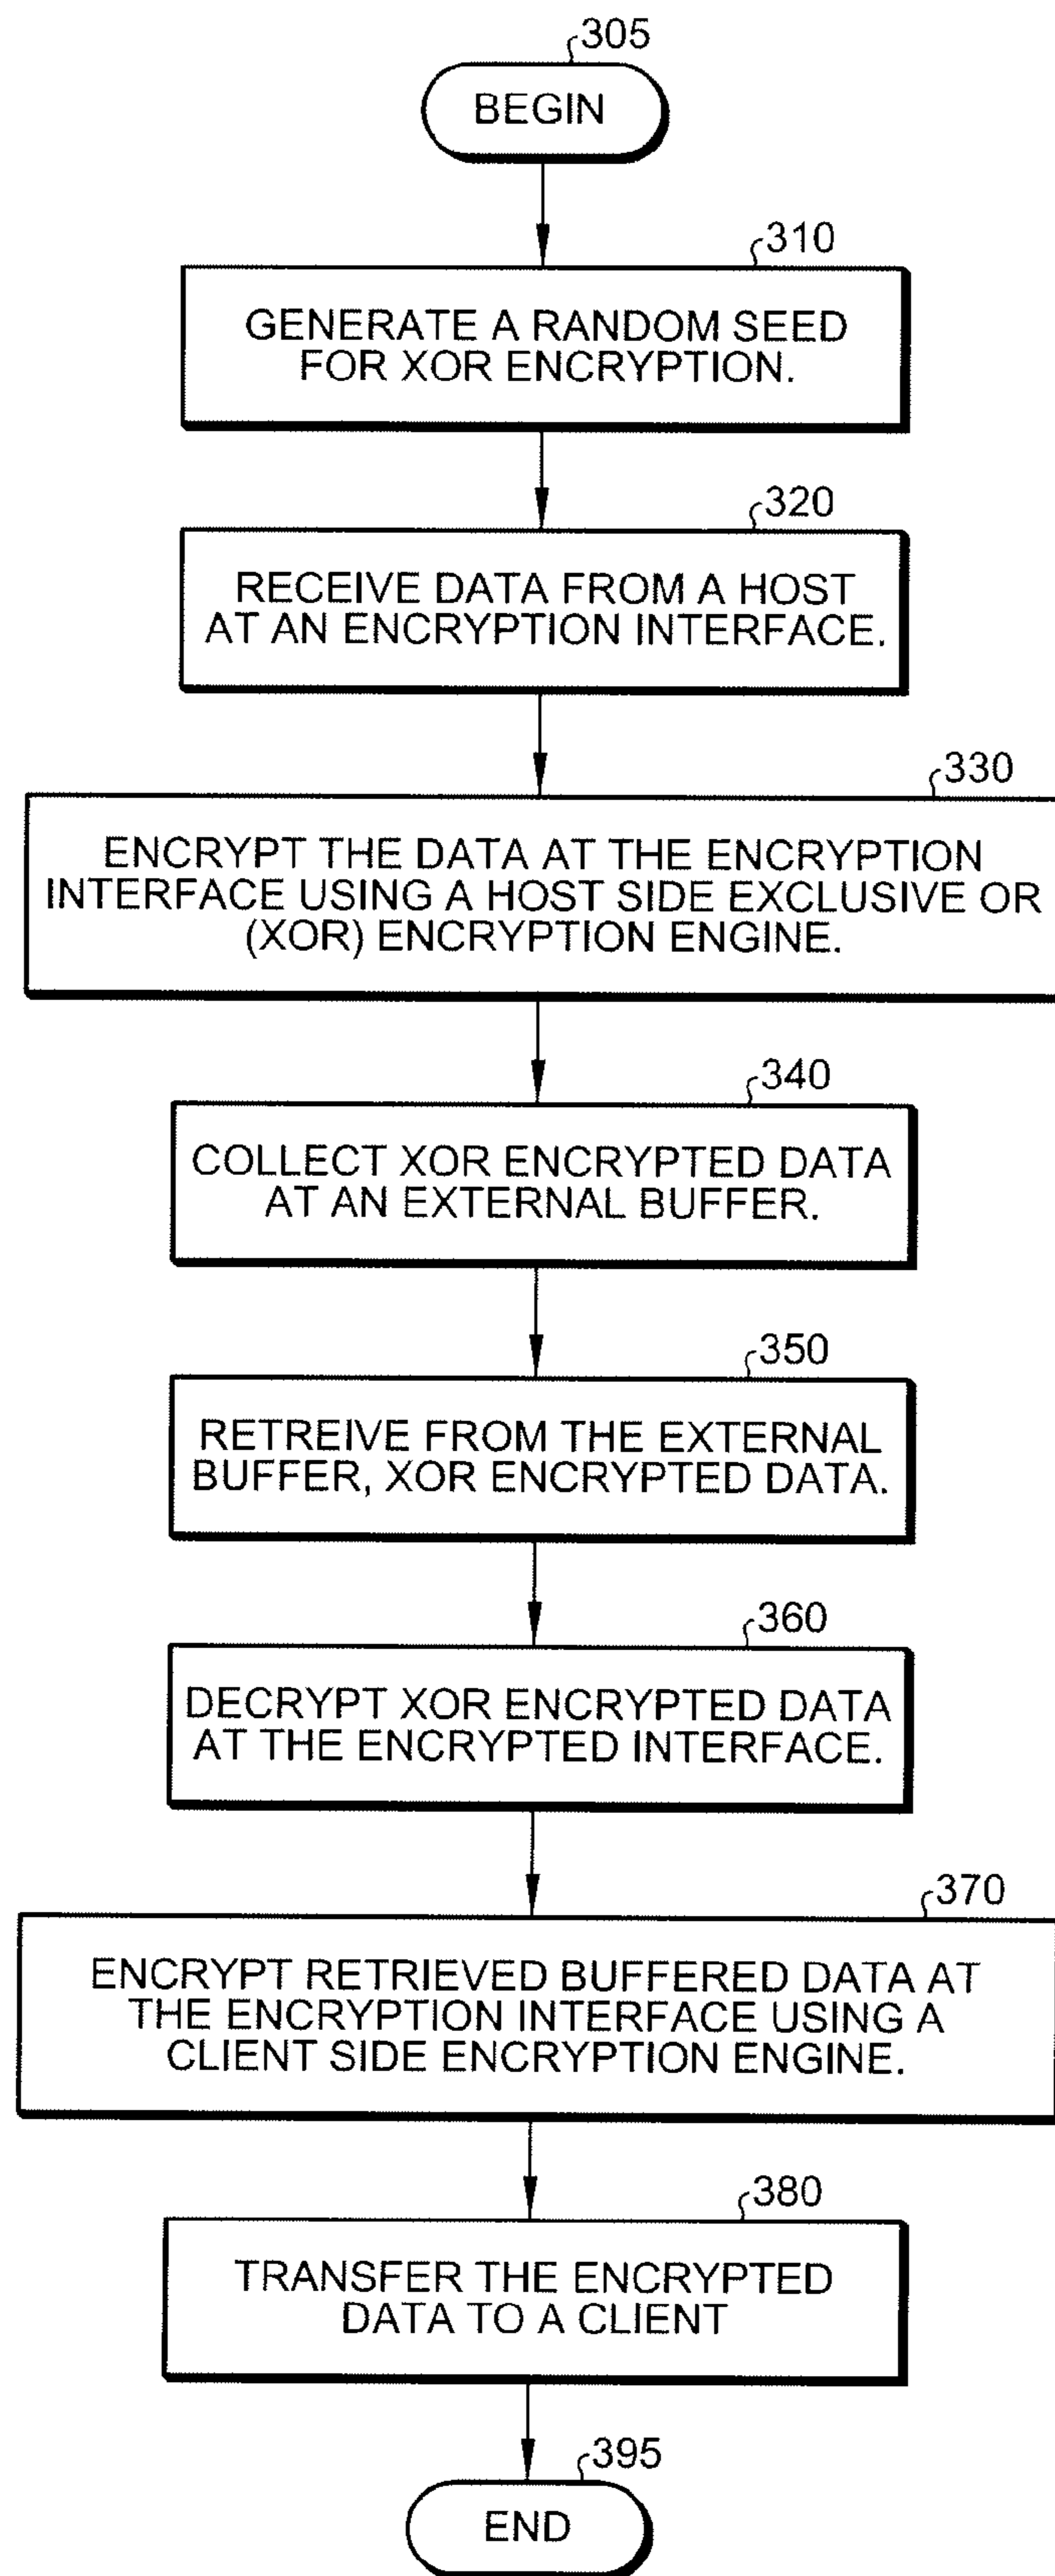 305
BEGIN
310
GENERATE A RANDOM SEED
FOR XOR ENCRYPTION.
320
RECEIVE DATA FROM A HOST
AT AN ENCRYPTION INTERFACE.
330
ENCRYPT THE DATA AT THE ENCRYPTION
INTERFACE USING A HOST SIDE EXCLUSIVE OR
(XOR) ENCRYPTION ENGINE.
340
COLLECT XOR ENCRYPTED DATA
AT AN EXTERNAL BUFFER.
350
RETREIVE FROM THE EXTERNAL
BUFFER, XOR ENCRYPTED DATA.
360
DECRYPT XOR ENCRYPTED DATA
AT THE ENCRYPTED INTERFACE.
370
ENCRYPT RETRIEVED BUFFERED DATA AT
THE ENCRYPTION INTERFACE USING A
CLIENT SIDE ENCRYPTION ENGINE.
380
TRANSFER THE ENCRYPTED
DATA TO A CLIENT
395
END